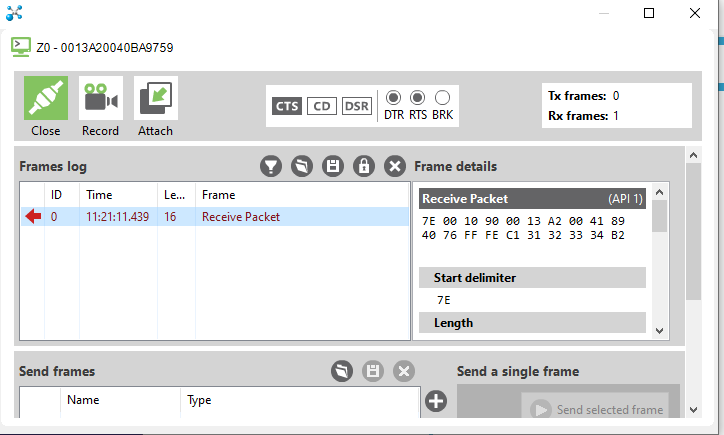 Z0 - 0013A20040BA9759
Close
Record
Attach
CTS
CD
DSR
DTR
RTS
BRK
Tx frames: 0
Rx frames: 1
Frames log
ID Time Le... Frame
0 11:21:11.439 16 Receive Packet
Frame details
Receive Packet (API 1)
7E 00 10 90 00 13 A2 00 41 89
40 76 FF FE C1 31 32 33 34 B2
Start delimiter
7E
Length
Send frames
Name Type
Send a single frame
Send selected frame